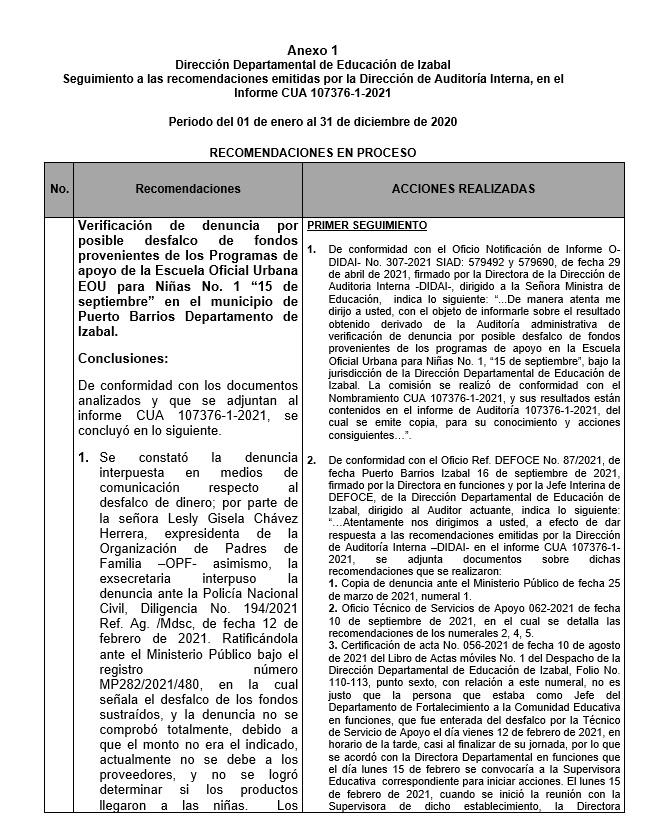 Anexo 1
Dirección Departamental de Educación de Izabal
Seguimiento a las recomendaciones emitidas por la Dirección de Auditoría Interna, en el
Informe CUA 107376-1-2021
Periodo del 01 de enero al 31 de diciembre de 2020
RECOMENDACIONES EN PROCESO
No.
Recomendaciones
ACCIONES REALIZADAS
Verificación de denuncia por
posible desfalco de fondos
provenientes de los Programas de
apoyo de la Escuela Oficial Urbana
EOU para Niñas No. 1 “15 de
septiembre” en el municipio de
Puerto Barrios Departamento de
Izabal.
Conclusiones:
De conformidad con los documentos
analizados y que se adjuntan al
informe CUA 107376-1-2021, se
concluyó en lo siguiente.
1. Se constató la denuncia
interpuesta en medios de
comunicación respecto al
desfalco de dinero; por parte de
la señora Lesly Gisela Chávez
Herrera, expresidenta de la
Organización de Padres de
Familia –OPF- asimismo, la
exsecretaria interpuso la
denuncia ante la Policía Nacional
Civil, Diligencia No. 194/2021
Ref. Ag. /Mdsc, de fecha 12 de
febrero de 2021. Ratificándola
ante el Ministerio Público bajo el
registro número
MP282/2021/480, en la cual
señala el desfalco de los fondos
sustraídos, y la denuncia no se
comprobó totalmente, debido a
que el monto no era el indicado,
actualmente no se debe a los
proveedores, y no se logró
determinar si los productos
llegaron a las niñas. Los
PRIMER SEGUIMIENTO
1. De conformidad con el Oficio Notificación de Informe O-
DIDAI- No. 307-2021 SIAD: 579492 y 579690, de fecha 29
de abril de 2021, firmado por la Directora de la Dirección de
Auditoria Interna -DIDAI-, dirigido a la Señora Ministra de
Educación, indica lo siguiente: “...De manera atenta me
dirijo a usted, con el objeto de informarle sobre el resultado
obtenido derivado de la Auditoría administrativa de
verificación de denuncia por posible desfalco de fondos
provenientes de los programas de apoyo en la Escuela
Oficial Urbana para Niñas No. 1, “15 de septiembre”, bajo la
jurisdicción de la Dirección Departamental de Educación de
Izabal. La comisión se realizó de conformidad con el
Nombramiento CUA 107376-1-2021, y sus resultados están
contenidos en el informe de Auditoría 107376-1-2021, del
cual se emite copia, para su conocimiento y acciones
consiguientes…”.
2. De conformidad con el Oficio Ref. DEFOCE No. 87/2021, de
fecha Puerto Barrios Izabal 16 de septiembre de 2021,
firmado por la Directora en funciones y por la Jefe Interina de
DEFOCE, de la Dirección Departamental de Educación de
Izabal, dirigido al Auditor actuante, indica lo siguiente:
“…Atentamente nos dirigimos a usted, a efecto de dar
respuesta a las recomendaciones emitidas por la Dirección
de Auditoría Interna –DIDAI- en el informe CUA 107376-1-
2021, se adjunta documentos sobre dichas
recomendaciones que se realizaron:
1. Copia de denuncia ante el Ministerio Público de fecha 25
de marzo de 2021, numeral 1.
2. Oficio Técnico de Servicios de Apoyo 062-2021 de fecha
10 de septiembre de 2021, en el cual se detalla las
recomendaciones de los numerales 2, 4, 5.
3. Certificación de acta No. 056-2021 de fecha 10 de agosto
de 2021 del Libro de Actas móviles No. 1 del Despacho de la
Dirección Departamental de Educación de Izabal, Folio No.
110-113, punto sexto, con relación a este numeral, no es
justo que la persona que estaba como Jefe del
Departamento de Fortalecimiento a la Comunidad Educativa
en funciones, que fue enterada del desfalco por la Técnico
de Servicio de Apoyo el día viernes 12 de febrero de 2021, en
horario de la tarde, casi al finalizar de su jornada, por lo que
se acordó con la Directora Departamental en funciones que
el día lunes 15 de febrero se convocaría a la Supervisora
Educativa correspondiente para iniciar acciones. El lunes 15
de febrero de 2021, cuando se inició la reunión con la
Supervisora de dicho establecimiento, la Directora